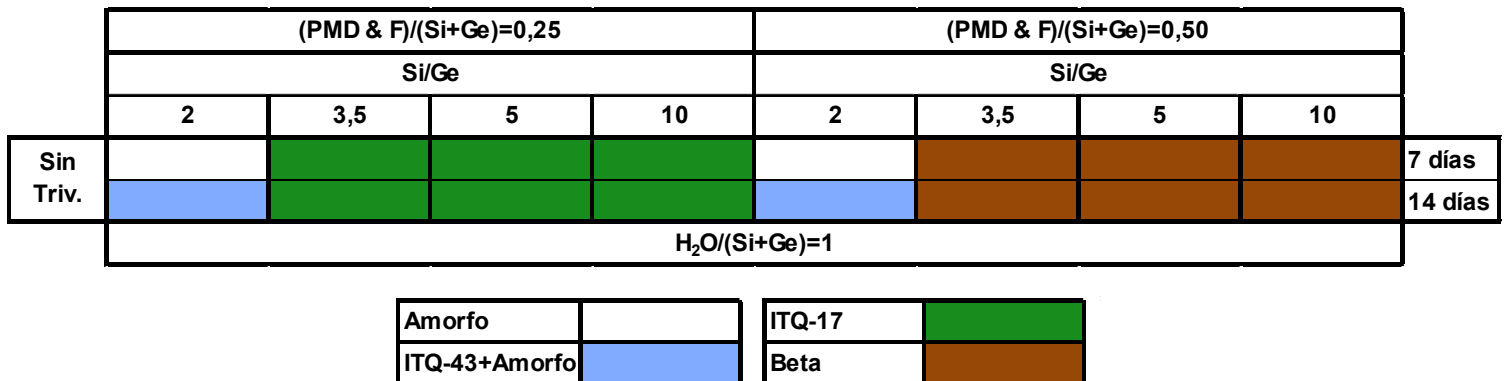 (PMD & F)/(Si+Ge)=0,25 (PMD & F)/(Si+Ge)=0,50
Si/Ge Si/Ge
2 3,5 5 10 2 3,5 5 10
Sin 7 días
Triv. 14 días
H₂O/(Si+Ge)=1
Amorfo ITQ-17
ITQ-43+Amorfo Beta